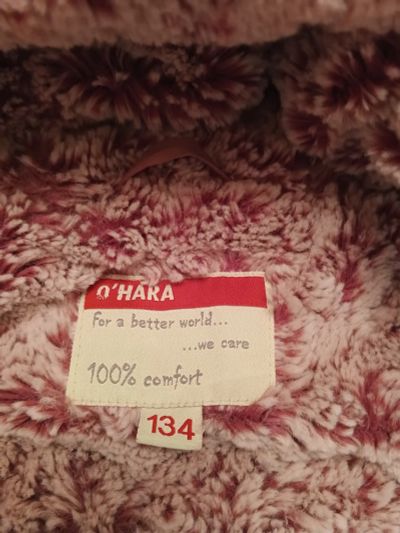 O'HARA
For a better world...
...we care
100% comfort
134